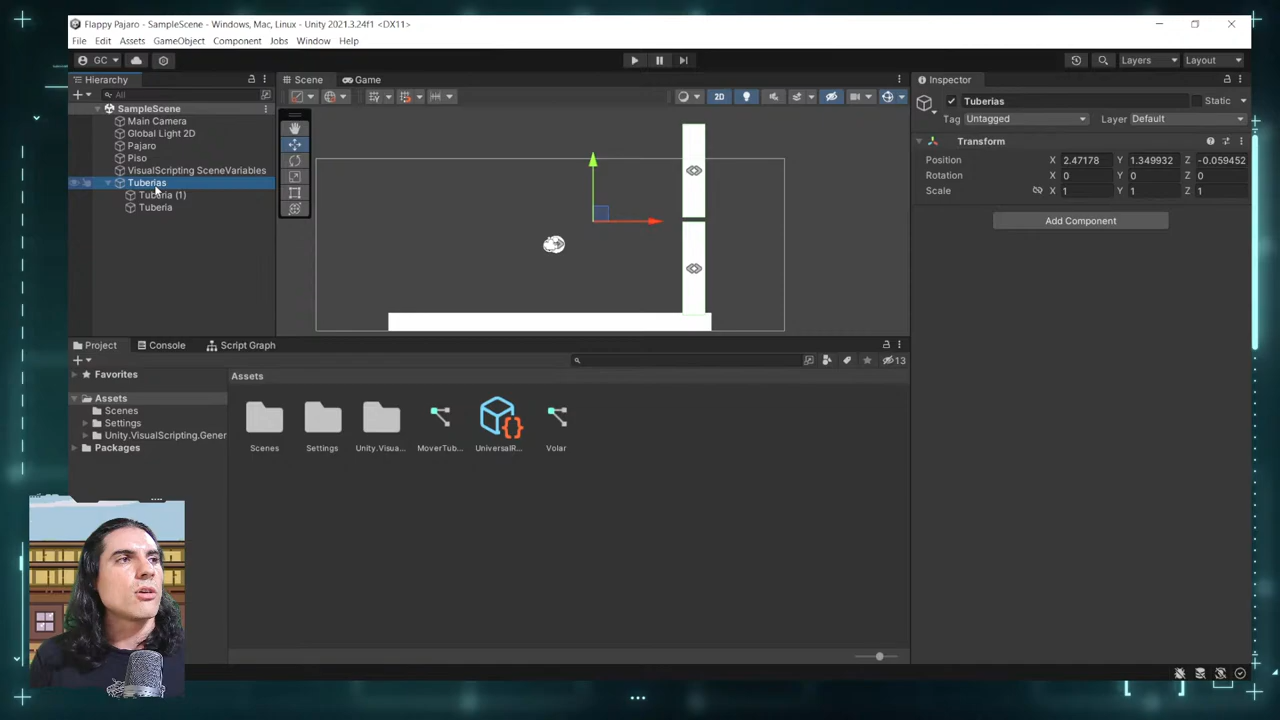 Flappy Pajaro - SampleScene - Windows, Mac, Linux - Unity 2021.3.24f1 <DX11>
File Edit Assets GameObject Component Jobs Window Help
GC Layers Layout
Hierarchy
All
SampleScene
Main Camera
Global Light 2D
Pajaro
Piso
VisualScripting SceneVariables
Tuberias
Tuberia (1)
Tuberia
Scene Game
2D
Inspector
Tuberias Static
Tag Untagged Layer Default
Transform
Position X 2.47178 Y 1.349932 Z -0.059452
Rotation X 0 Y 0 Z 0
Scale X 1 Y 1 Z 1
Add Component
Project Console Script Graph
13
Favorites
Assets
Scenes
Settings
Unity.VisualScripting.Gener
Packages
Assets
Scenes Settings Unity.Visua... MoverTub... UniversalR... Volar